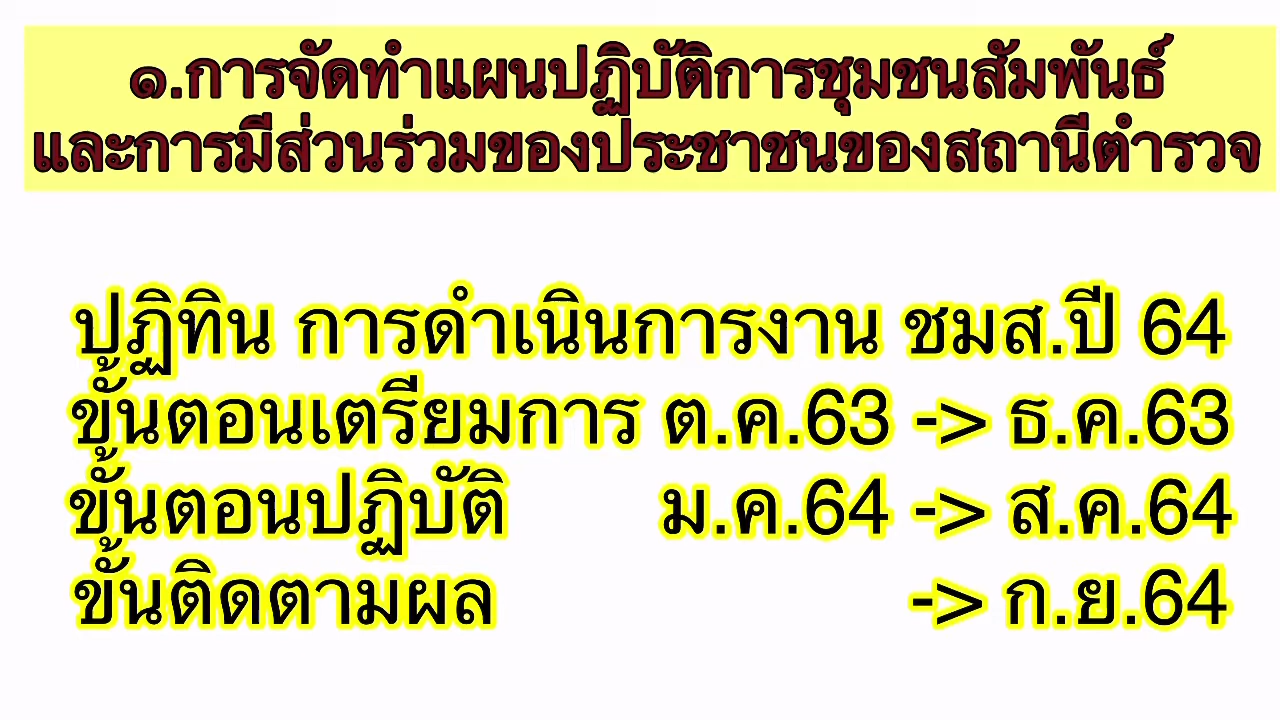 ๑.การจัดทำแผนปฏิบัติการชุมชนสัมพันธ์
และการมีส่วนร่วมของประชาชนของสถานีตำรวจ
ปฏิทิน การดำเนินการงาน ชมส.ปี 64
ขั้นตอนเตรียมการ ต.ค.63 -> ธ.ค.63
ขั้นตอนปฏิบัติ ม.ค.64 -> ส.ค.64
ขั้นติดตามผล -> ก.ย.64